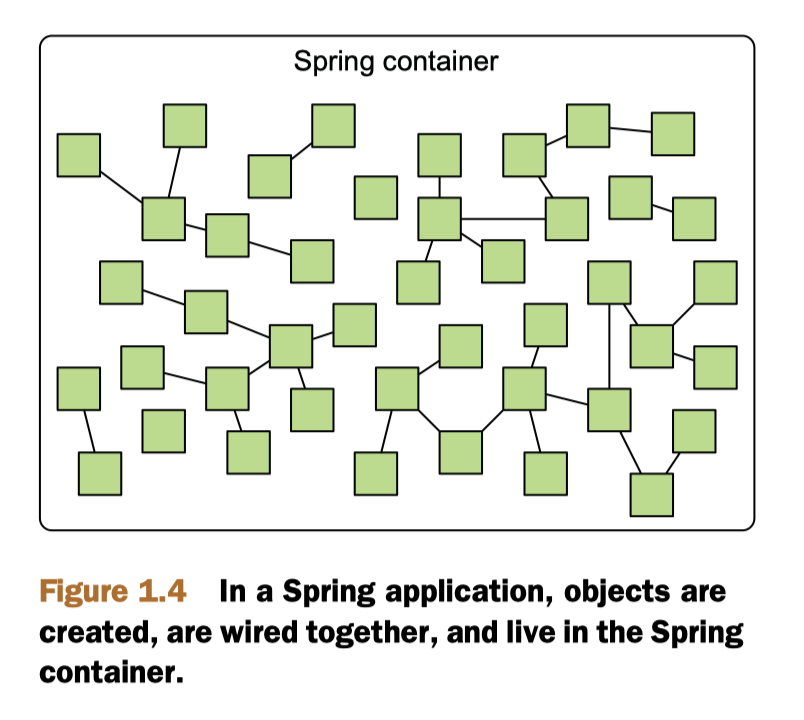 Spring container
Figure 1.4 In a Spring application, objects are
created, are wired together, and live in the Spring
container.